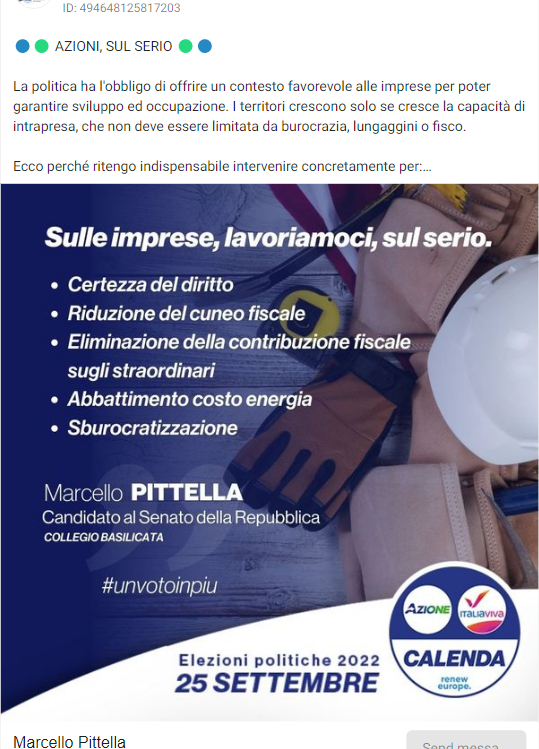 ID: 494648125817203
AZIONI, SUL SERIO
La politica ha l'obbligo di offrire un contesto favorevole alle imprese per poter
garantire sviluppo ed occupazione. I territori crescono solo se cresce la capacità di
intrapresa, che non deve essere limitata da burocrazia, lungaggini o fisco.
Ecco perché ritengo indispensabile intervenire concretamente per:...
Sulle imprese, lavoriamoci, sul serio.
• Certezza del diritto
• Riduzione del cuneo fiscale
• Eliminazione della contribuzione fiscale
sugli straordinari
• Abbattimento costo energia
• Sburocratizzazione
Marcello PITTELLA
Candidato al Senato della Repubblica
COLLEGIO BASILICATA
#unvotoinpiu
AZIONE
ITALIAVIVA
CALENDA
renew
europe.
Elezioni politiche 2022
25 SETTEMBRE
Marcello Pittella
Send messa